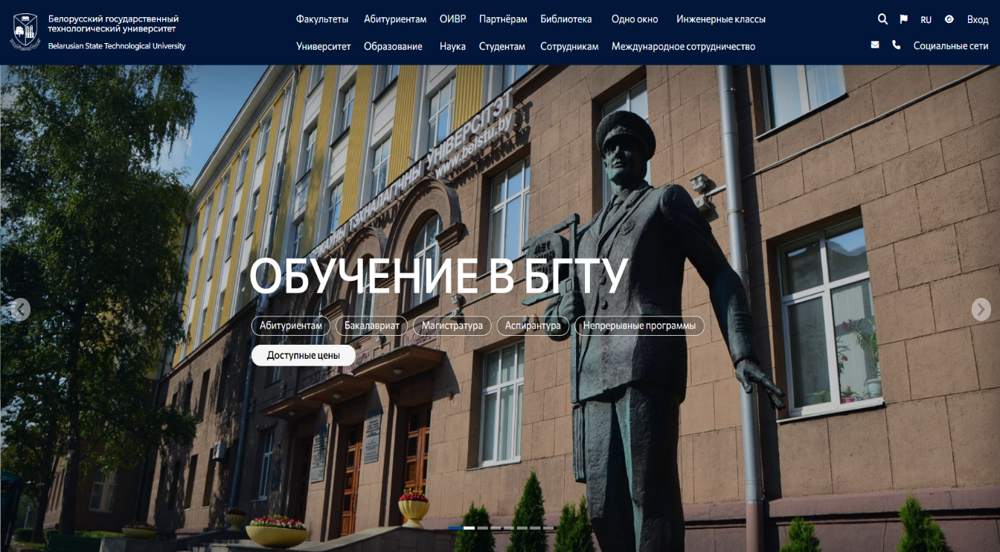 Белорусский государственный
технологический университет
Belarusian State Technological University
Факультеты Абитуриентам ОИВР Партнёрам Библиотека Одно окно Инженерные классы
Университет Образование Наука Студентам Сотрудникам Международное сотрудничество
RU Вход
Социальные сети
ТЭХНАЛАГІЧНЫ УНІВЕРСІТЭТ
www.belstu.by
ОБУЧЕНИЕ В БГТУ
Абитуриентам Бакалавриат Магистратура Аспирантура Непрерывные программы
Доступные цены